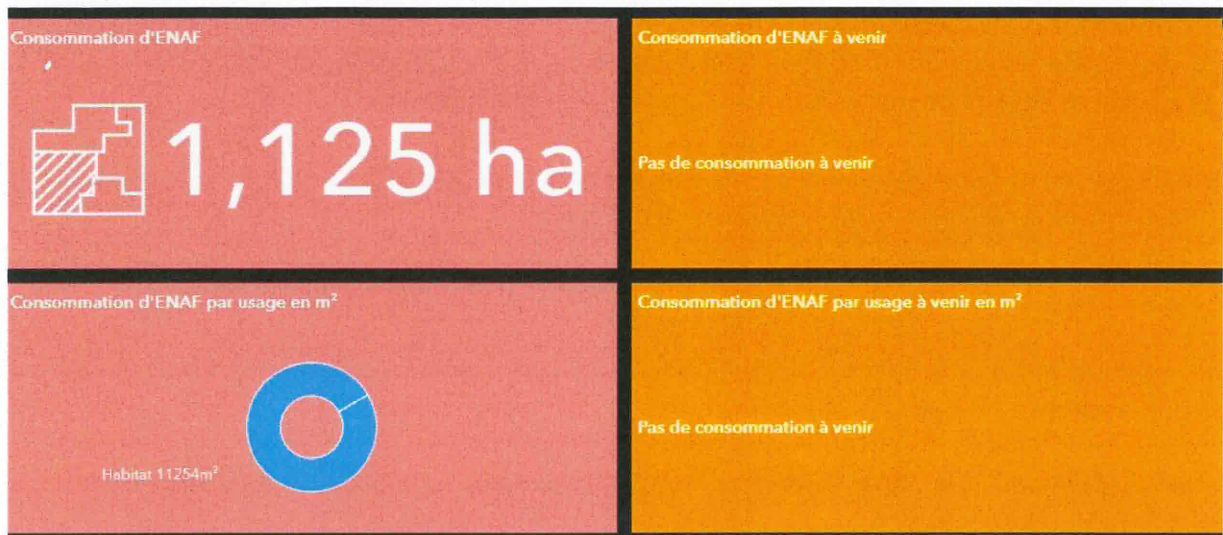 Consommation d'ENAF
1,125 ha
Consommation d'ENAF à venir
Pas de consommation à venir
Consommation d'ENAF par usage en m²
Habitat 11254m²
Consommation d'ENAF par usage à venir en m²
Pas de consommation à venir